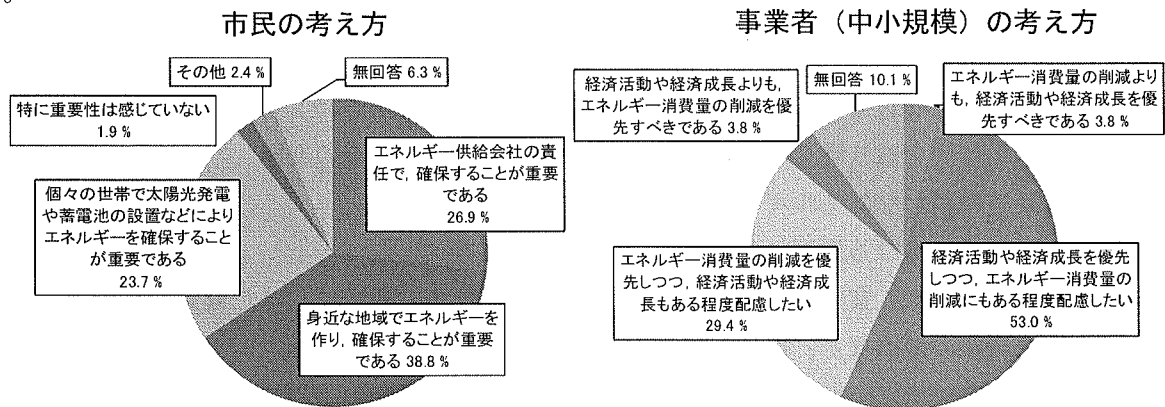 市民の考え方
その他 2.4 %
無回答 6.3 %
特に重要性は感じていない
1.9 %
エネルギー供給会社の責
任で，確保することが重要
である
26.9 %
個々の世帯で太陽光発電
や蓄電池の設置などにより
エネルギーを確保すること
が重要である
23.7 %
身近な地域でエネルギーを
作り，確保することが重要
である 38.8 %
事業者（中小規模）の考え方
経済活動や経済成長よりも，
エネルギー消費量の削減を優
先すべきである 3.8 %
無回答 10.1 %
エネルギー消費量の削減より
も，経済活動や経済成長を優
先すべきである 3.8 %
エネルギー消費量の削減を優
先しつつ，経済活動や経済成
長もある程度配慮したい
29.4 %
経済活動や経済成長を優先
しつつ，エネルギー消費量の
削減にもある程度配慮したい
53.0 %